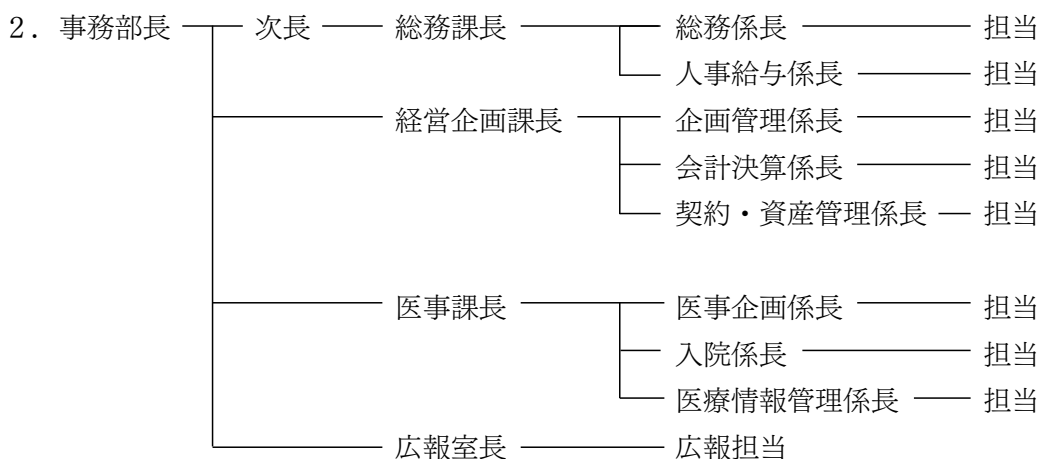 ２．事務部長 次長 総務課長 総務係長 担当
人事給与係長 担当
経営企画課長 企画管理係長 担当
会計決算係長 担当
契約・資産管理係長 担当
医事課長 医事企画係長 担当
入院係長 担当
医療情報管理係長 担当
広報室長 広報担当